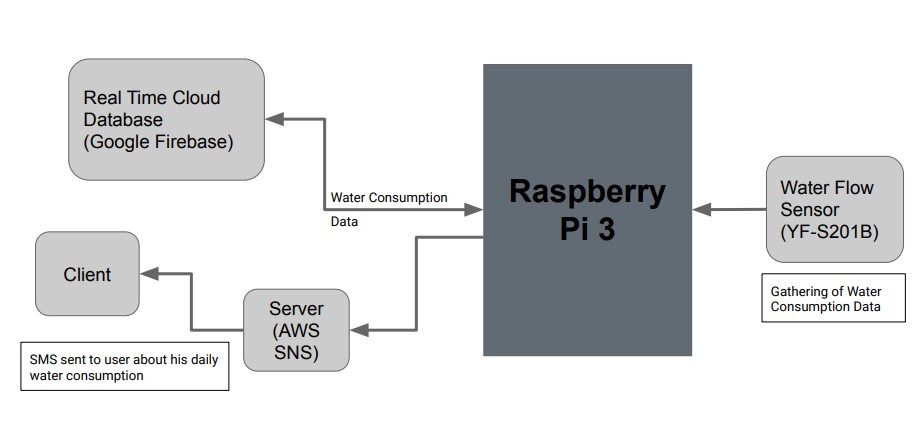 Real Time Cloud
Database
(Google Firebase)
Water Consumption
Data
Raspberry
Pi 3
Water Flow
Sensor
(YF-S201B)
Gathering of Water
Consumption Data
Client
Server
(AWS
SNS)
SMS sent to user about his daily
water consumption